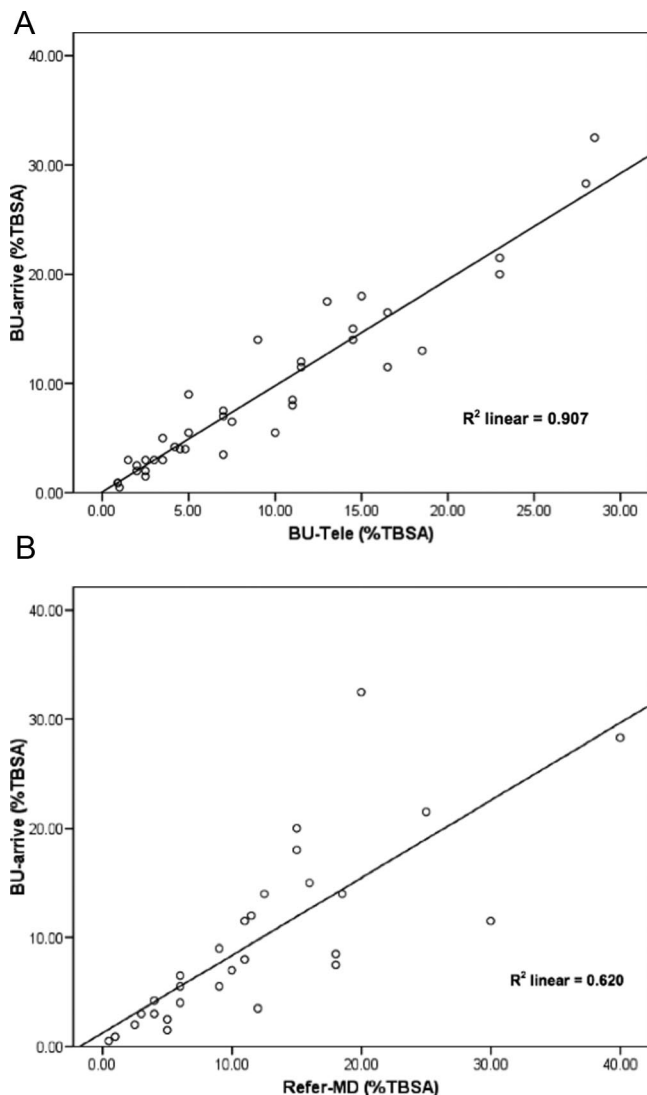 A
40.00
30.00
20.00
10.00
0.00
BU-arrive (%TBSA)
R² linear = 0.907
0.00 5.00 10.00 15.00 20.00 25.00 30.00
BU-Tele (%TBSA)
B
40.00
30.00
20.00
10.00
0.00
BU-arrive (%TBSA)
R² linear = 0.620
0.00 10.00 20.00 30.00 40.00
Refer-MD (%TBSA)